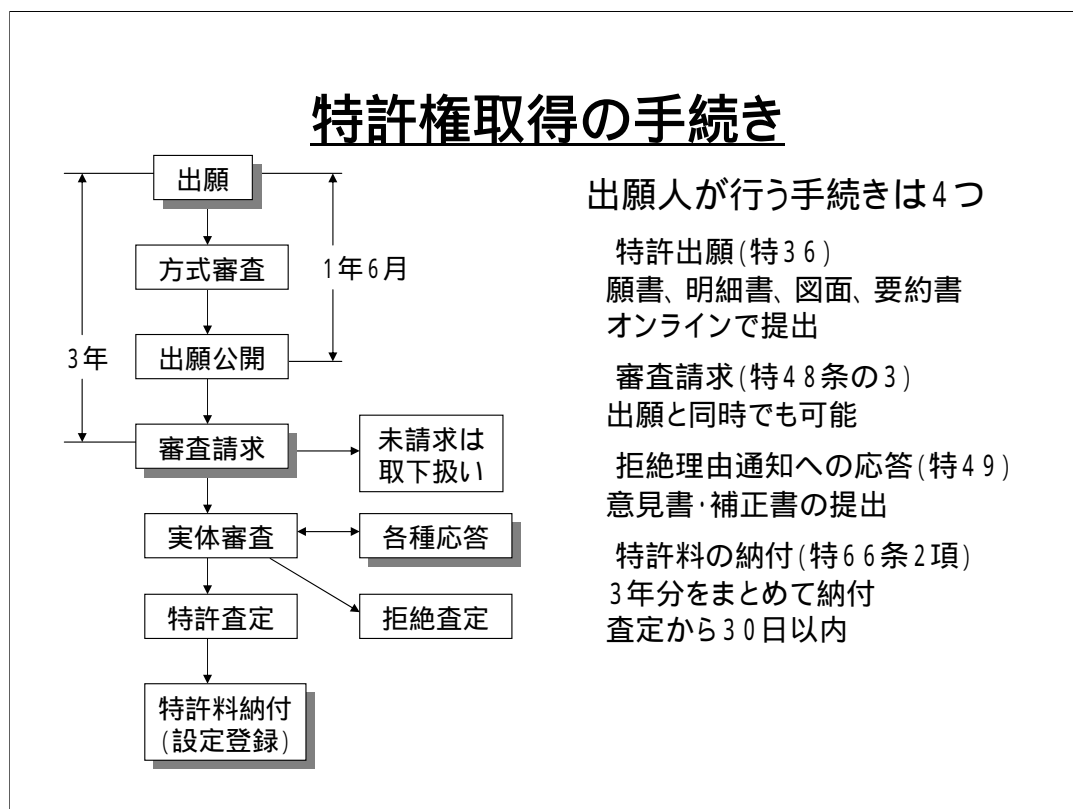 特許権取得の手続き
出願
方式審査
1年6月
3年
出願公開
審査請求
未請求は
取下扱い
実体審査
各種応答
特許査定
拒絶査定
特許料納付
(設定登録)
出願人が行う手続きは4つ
特許出願(特36)
願書、明細書、図面、要約書
オンラインで提出
審査請求(特48条の3)
出願と同時でも可能
拒絶理由通知への応答(特49)
意見書・補正書の提出
特許料の納付(特66条2項)
3年分をまとめて納付
査定から30日以内